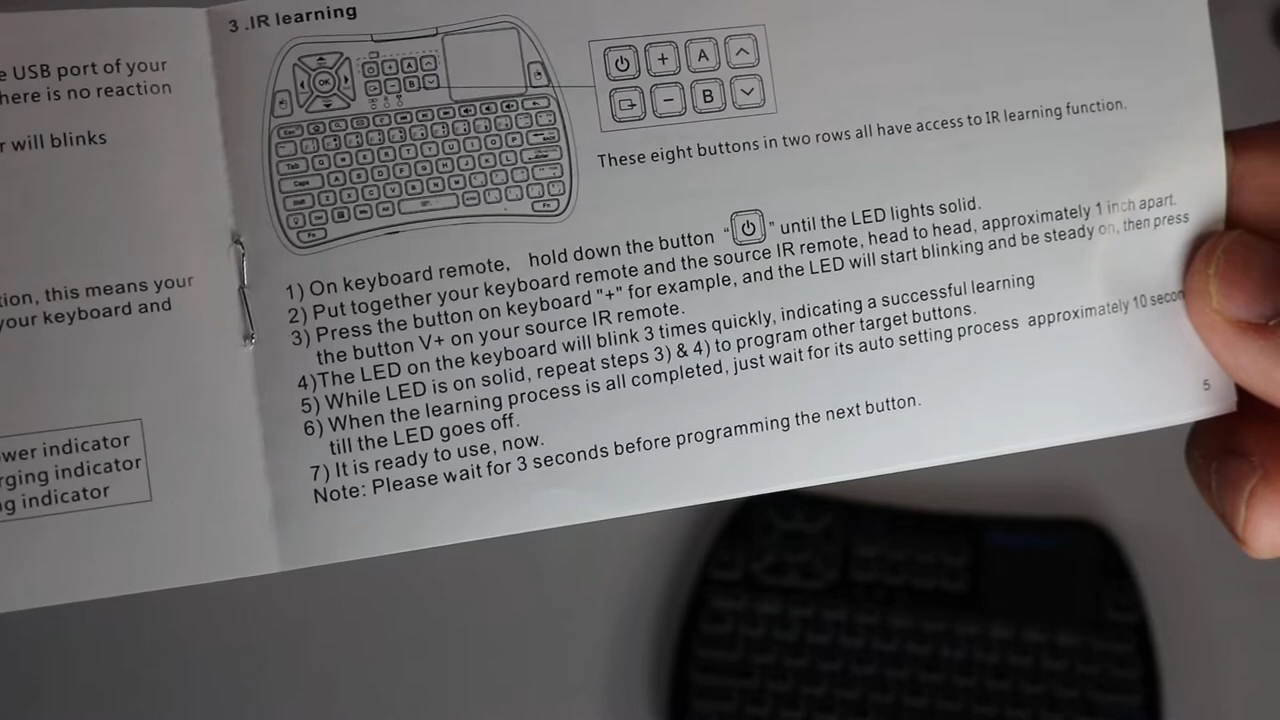 e USB port of your
here is no reaction
r will blinks
tion, this means your
your keyboard and
wer indicator
rging indicator
g indicator
3 .IR learning
OK
+ A
− B
Tab
Caps
Fn
Fn
These eight buttons in two rows all have access to IR learning function.
1) On keyboard remote, hold down the button “ ” until the LED lights solid.
2) Put together your keyboard remote and the source IR remote, head to head, approximately 1 inch apart.
3) Press the button on keyboard "+" for example, and the LED will start blinking and be steady on, then press
the button V+ on your source IR remote.
4)The LED on the keyboard will blink 3 times quickly, indicating a successful learning
5) While LED is on solid, repeat steps 3) & 4) to program other target buttons.
6) When the learning process is all completed, just wait for its auto setting process approximately 10 secon
till the LED goes off.
7) It is ready to use, now.
Note: Please wait for 3 seconds before programming the next button.
5